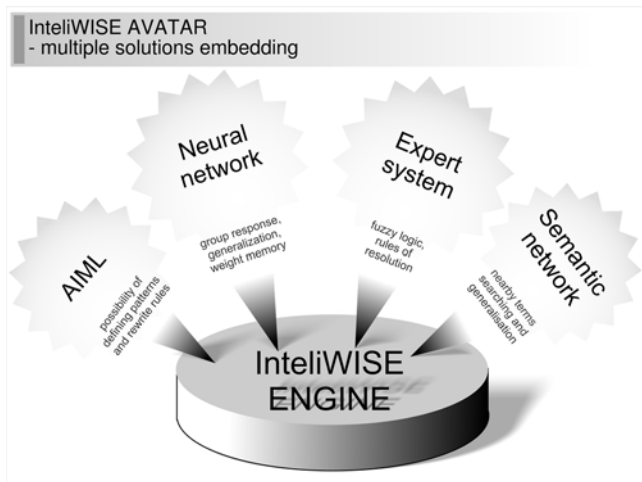 InteliWISE AVATAR
- multiple solutions embedding
AIML
possibility of
defining patterns
and rewrite rules
Neural
network
group response,
generalization,
weight memory
Expert
system
fuzzy logic,
rules of
resolution
Semantic
network
nearby terms
searching and
generalisation
InteliWISE
ENGINE